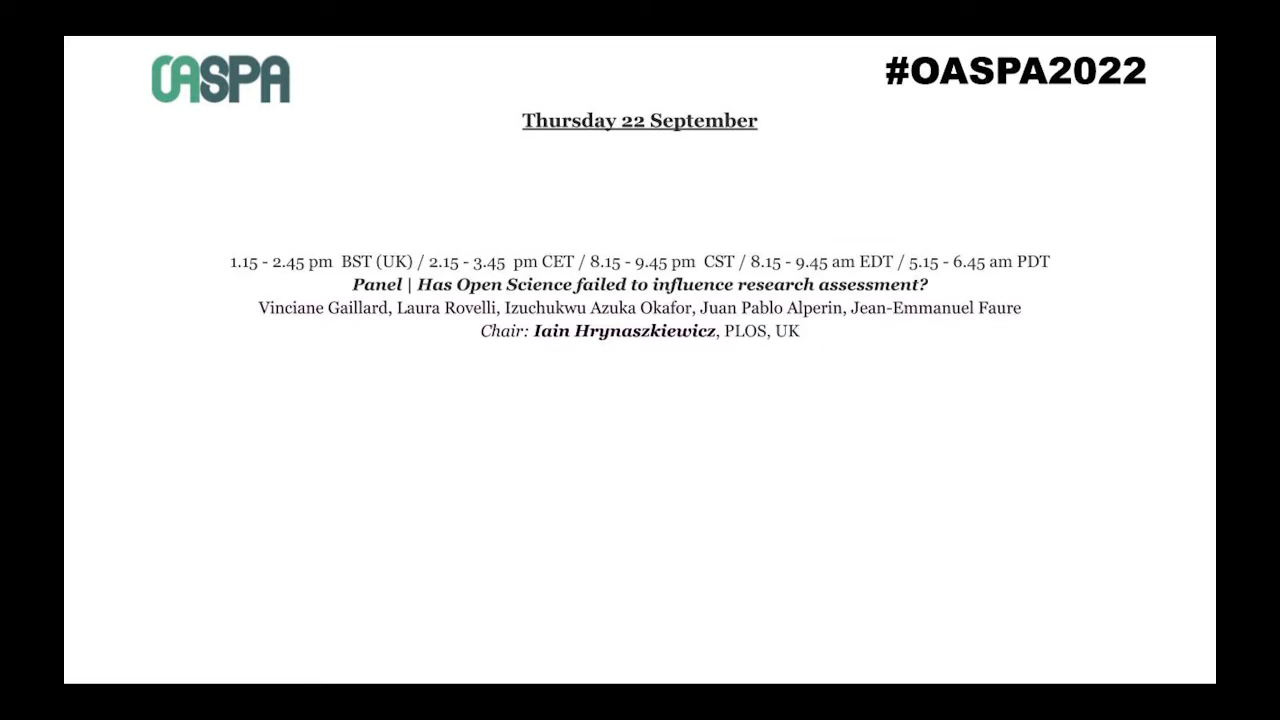 OASPA
#OASPA2022
Thursday 22 September
1.15 - 2.45 pm BST (UK) / 2.15 - 3.45 pm CET / 8.15 - 9.45 pm CST / 8.15 - 9.45 am EDT / 5.15 - 6.45 am PDT
Panel | Has Open Science failed to influence research assessment?
Vinciane Gaillard, Laura Rovelli, Izuchukwu Azuka Okafor, Juan Pablo Alperin, Jean-Emmanuel Faure
Chair: Iain Hrynaszkiewicz, PLOS, UK